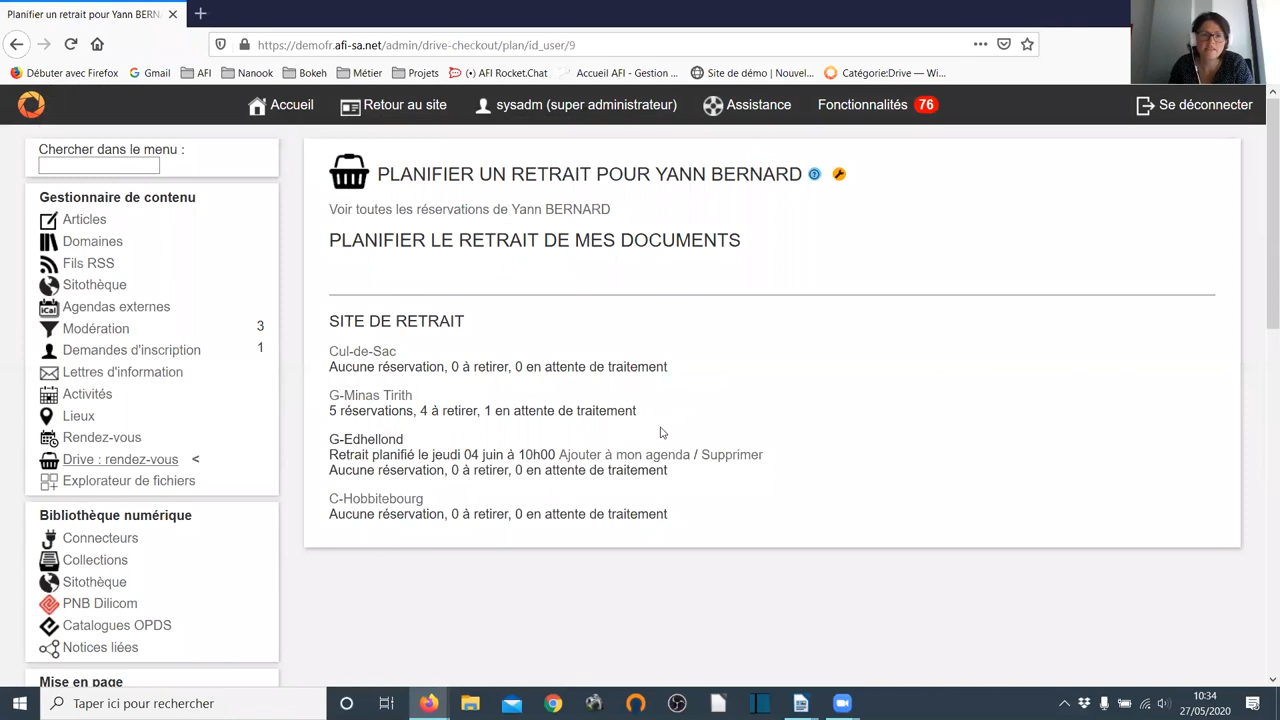 Planifier un retrait pour Yann BERN
https://demofr.afi-sa.net/admin/drive-checkout/plan/id_user/9
Débuter avec Firefox
Gmail
AFI
Nanook
Bokeh
Métier
Projets
(•) AFI Rocket.Chat
Accueil AFI - Gestion ...
Site de démo | Nouvel...
Catégorie:Drive — Wi...
Accueil
Retour au site
sysadm (super administrateur)
Assistance
Fonctionnalités 76
Se déconnecter
Chercher dans le menu :
Gestionnaire de contenu
Articles
Domaines
Fils RSS
Sitothèque
iCal Agendas externes
Modération 3
Demandes d'inscription 1
Lettres d'information
Activités
Lieux
Rendez-vous
Drive : rendez-vous <
Explorateur de fichiers
Bibliothèque numérique
Connecteurs
Collections
Sitothèque
PNB Dilicom
Catalogues OPDS
Notices liées
Mise en page
PLANIFIER UN RETRAIT POUR YANN BERNARD
Voir toutes les réservations de Yann BERNARD
PLANIFIER LE RETRAIT DE MES DOCUMENTS
SITE DE RETRAIT
Cul-de-Sac
Aucune réservation, 0 à retirer, 0 en attente de traitement
G-Minas Tirith
5 réservations, 4 à retirer, 1 en attente de traitement
G-Edhellond
Retrait planifié le jeudi 04 juin à 10h00 Ajouter à mon agenda / Supprimer
Aucune réservation, 0 à retirer, 0 en attente de traitement
C-Hobbitebourg
Aucune réservation, 0 à retirer, 0 en attente de traitement
Taper ici pour rechercher
10:34
27/05/2020